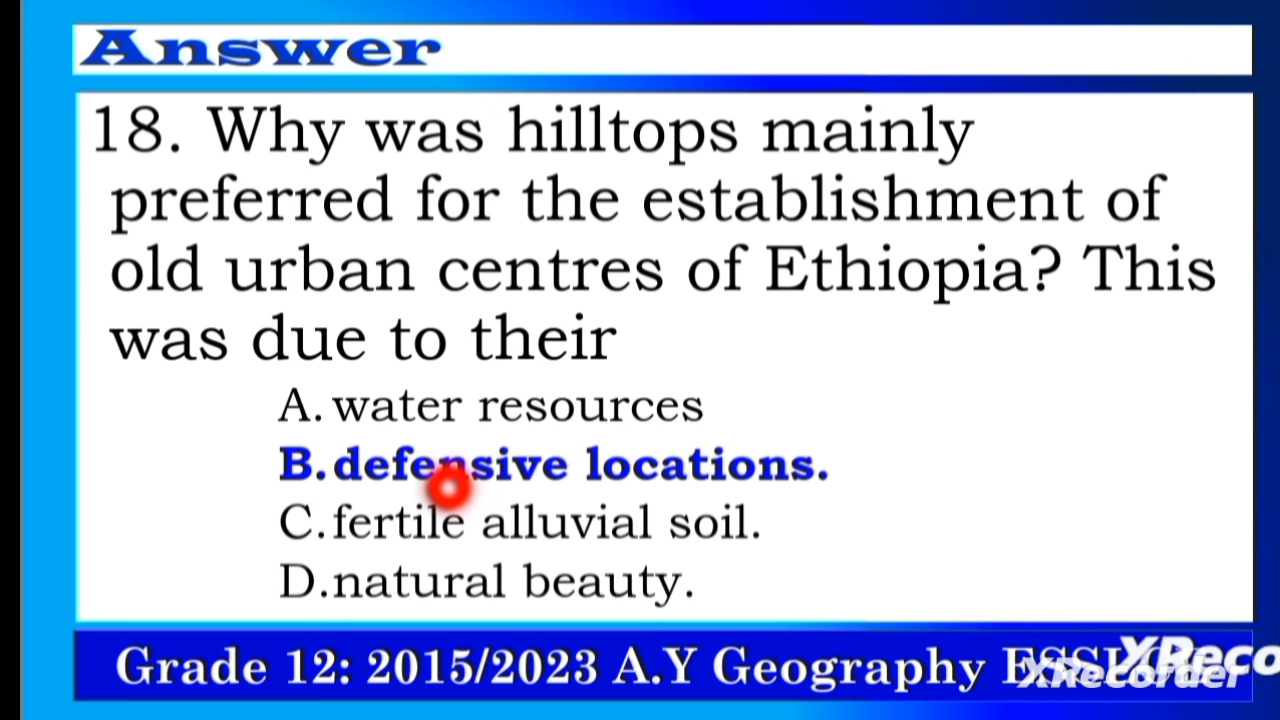 Answer
18. Why was hilltops mainly
preferred for the establishment of
old urban centres of Ethiopia? This
was due to their
A. water resources
B. defensive locations.
C. fertile alluvial soil.
D. natural beauty.
Grade 12: 2015/2023 A.Y Geography
XRecorder